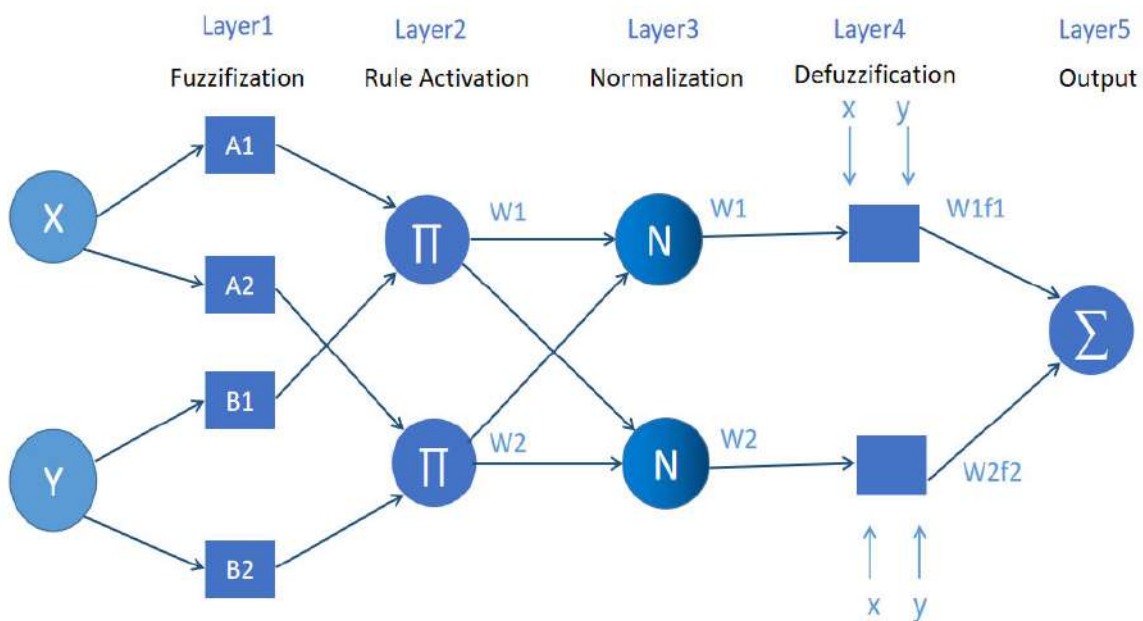 Layer1 Layer2 Layer3 Layer4 Layer5
Fuzzifization Rule Activation Normalization Defuzzification Output
x y
A1
X
W1 W1 W1f1
∏ N
A2
∑
B1
W2 W2
Y ∏ N W2f2
B2
x y